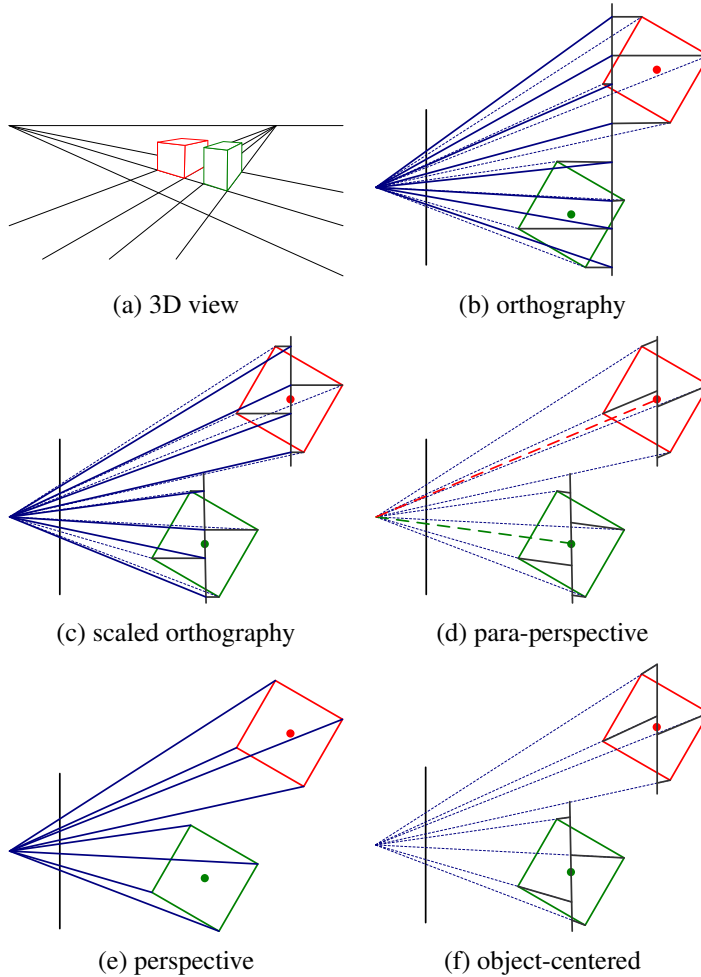 (a) 3D view
(b) orthography
(c) scaled orthography
(d) para-perspective
(e) perspective
(f) object-centered